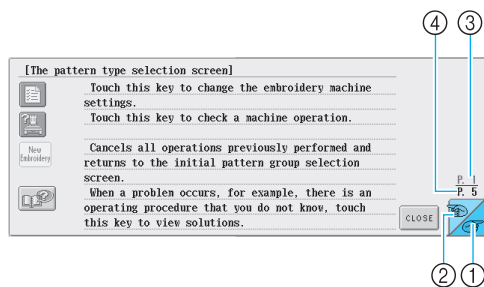 ④ ③
[The pattern type selection screen]
Touch this key to change the embroidery machine
settings.
Touch this key to check a machine operation.
New
Embroidery
Cancels all operations previously performed and
returns to the initial pattern group selection
screen.
When a problem occurs, for example, there is an
operating procedure that you do not know, touch
this key to view solutions.
CLOSE
P. 1
P. 5
② ①